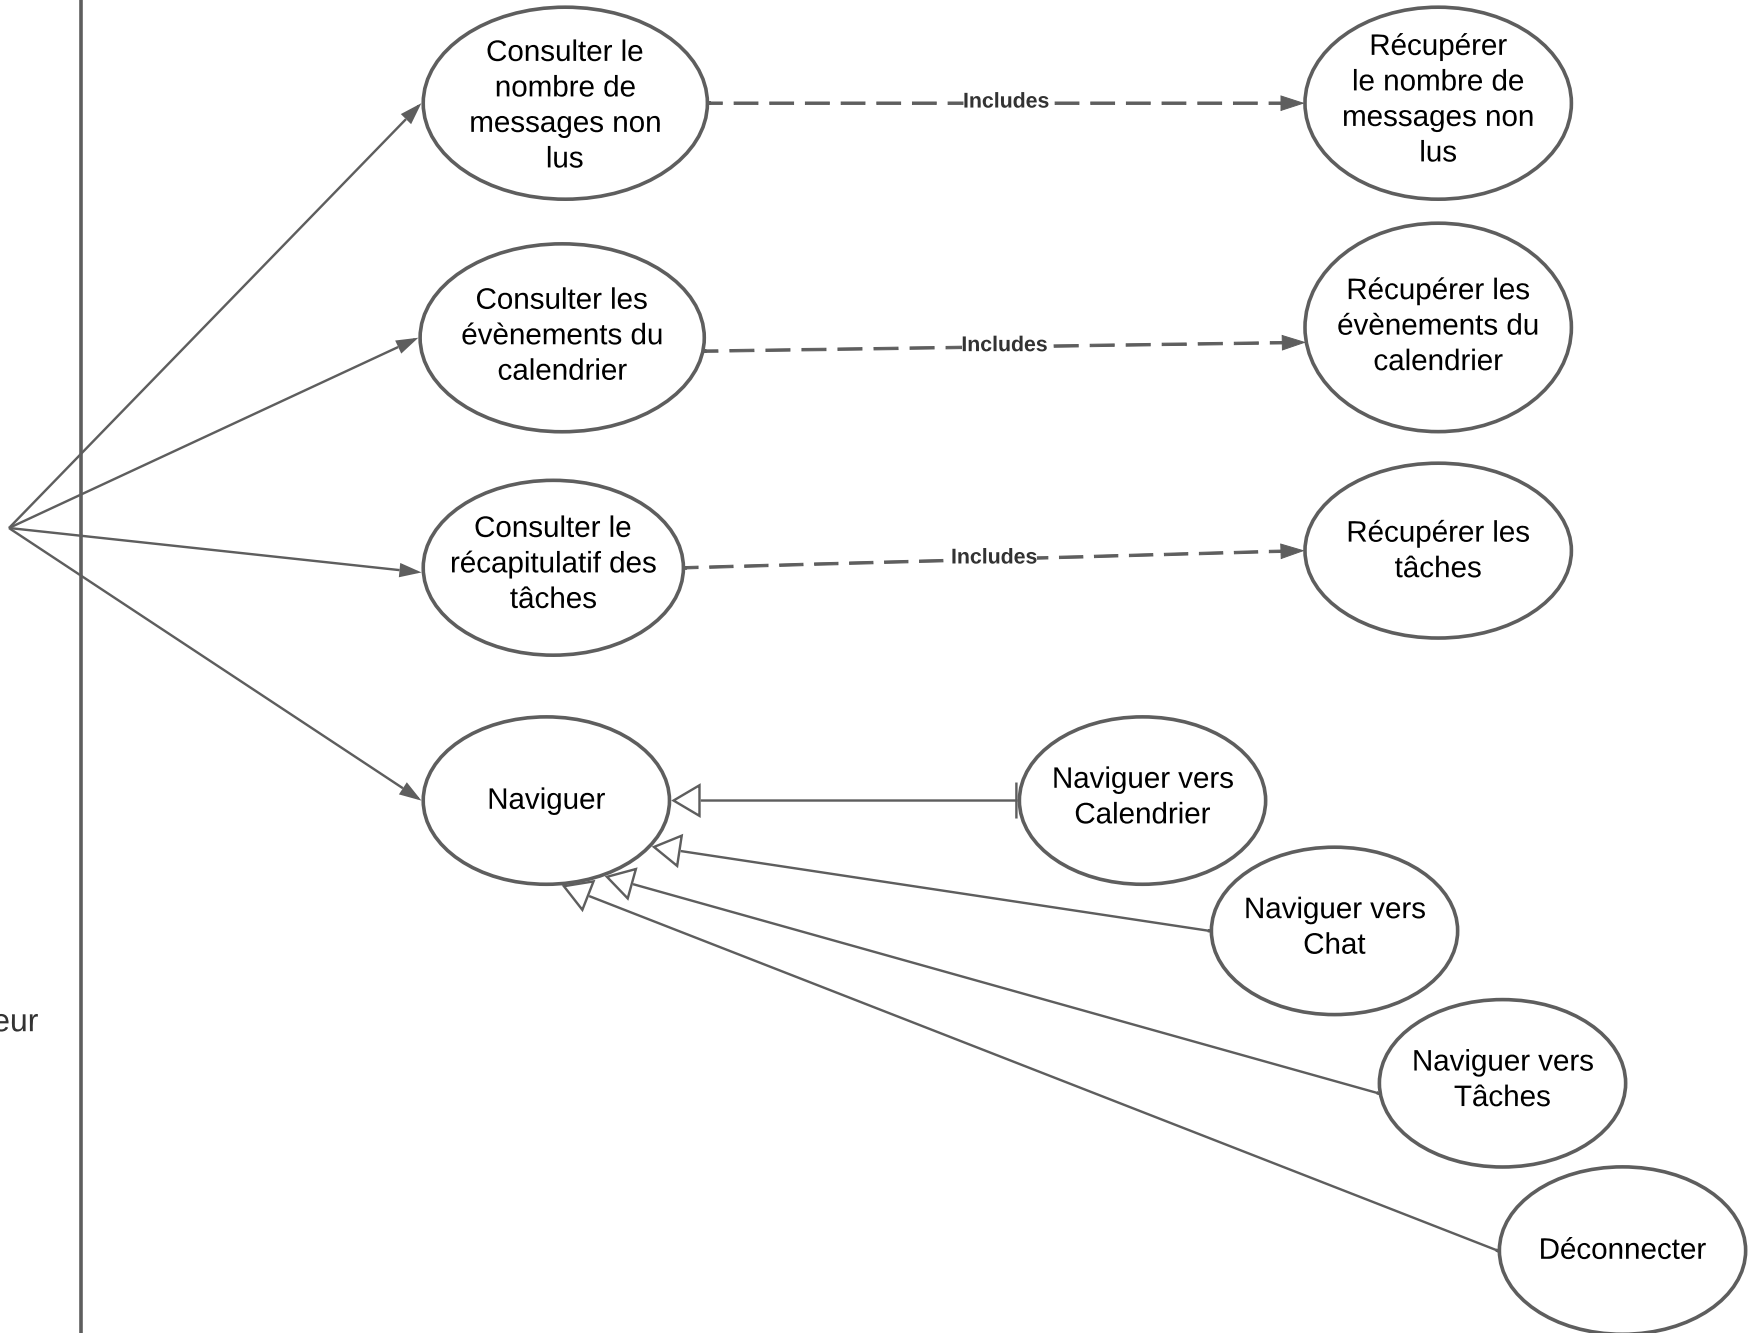 Consulter le
nombre de
messages non
lus
Includes
Récupérer
le nombre de
messages non
lus
Consulter les
évènements du
calendrier
Includes
Récupérer les
évènements du
calendrier
Consulter le
récapitulatif des
tâches
Includes
Récupérer les
tâches
Naviguer
Naviguer vers
Calendrier
Naviguer vers
Chat
eur
Naviguer vers
Tâches
Déconnecter